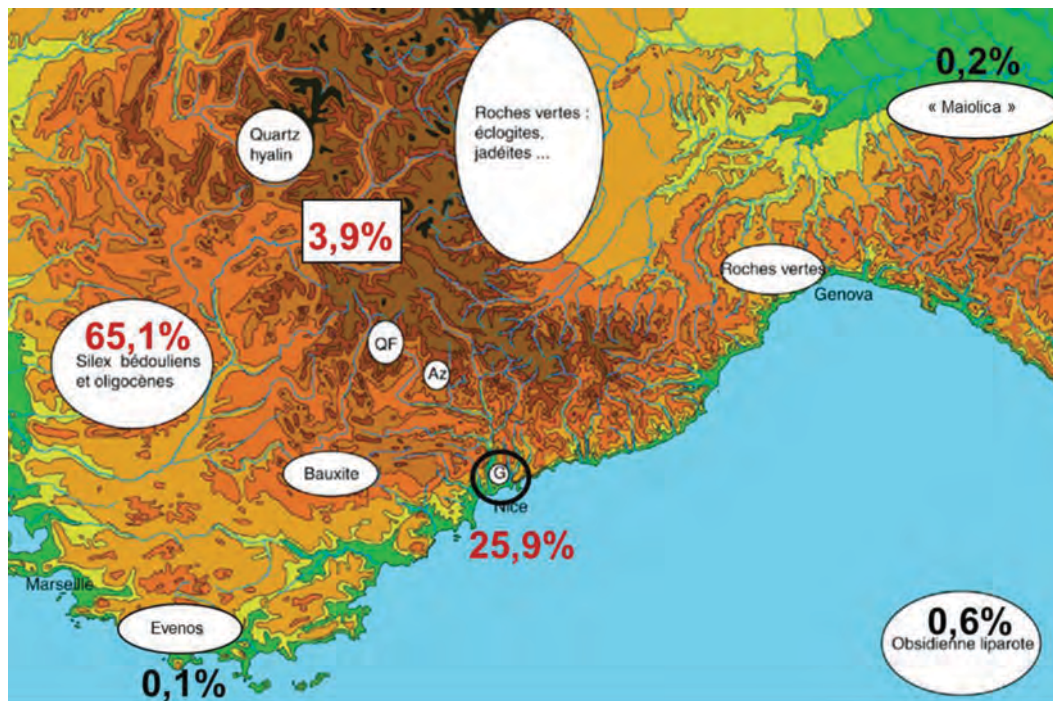 0,2%
« Maiolica »
Quartz
hyalin
Roches vertes :
éclogites,
jadéites ...
3,9%
Roches vertes
Genova
65,1%
Silex bédouliens
et oligocènes
QF
Az
Bauxite
G
Nice
25,9%
Marseille
Evenos
0,1%
0,6%
Obsidienne liparote